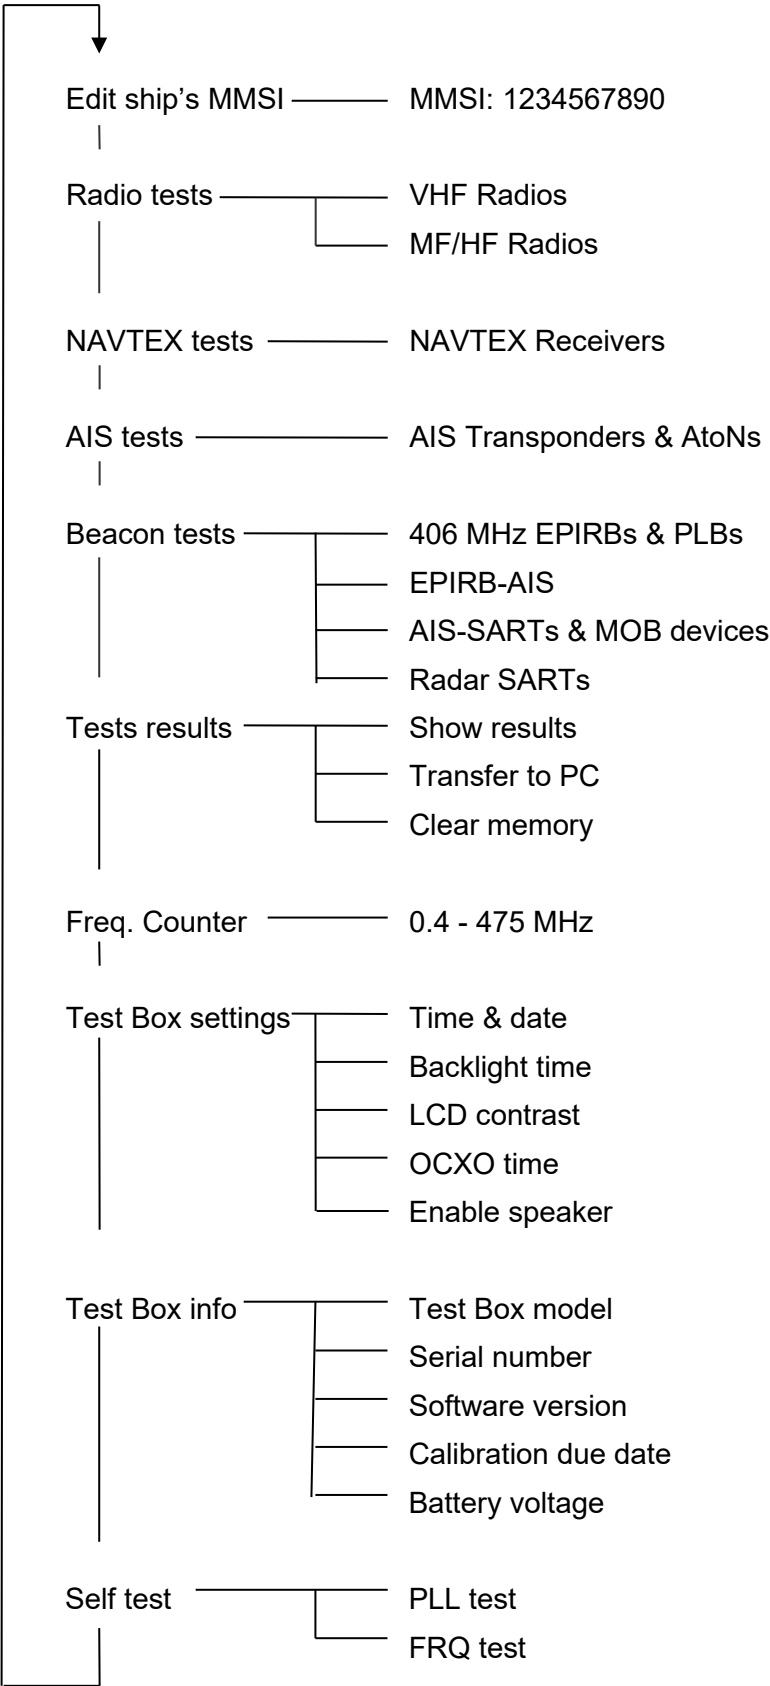 Edit ship’s MMSI MMSI: 1234567890
Radio tests VHF Radios
MF/HF Radios
NAVTEX tests NAVTEX Receivers
AIS tests AIS Transponders & AtoNs
Beacon tests 406 MHz EPIRBs & PLBs
EPIRB-AIS
AIS-SARTs & MOB devices
Radar SARTs
Tests results Show results
Transfer to PC
Clear memory
Freq. Counter 0.4 - 475 MHz
Test Box settings Time & date
Backlight time
LCD contrast
OCXO time
Enable speaker
Test Box info Test Box model
Serial number
Software version
Calibration due date
Battery voltage
Self test PLL test
FRQ test